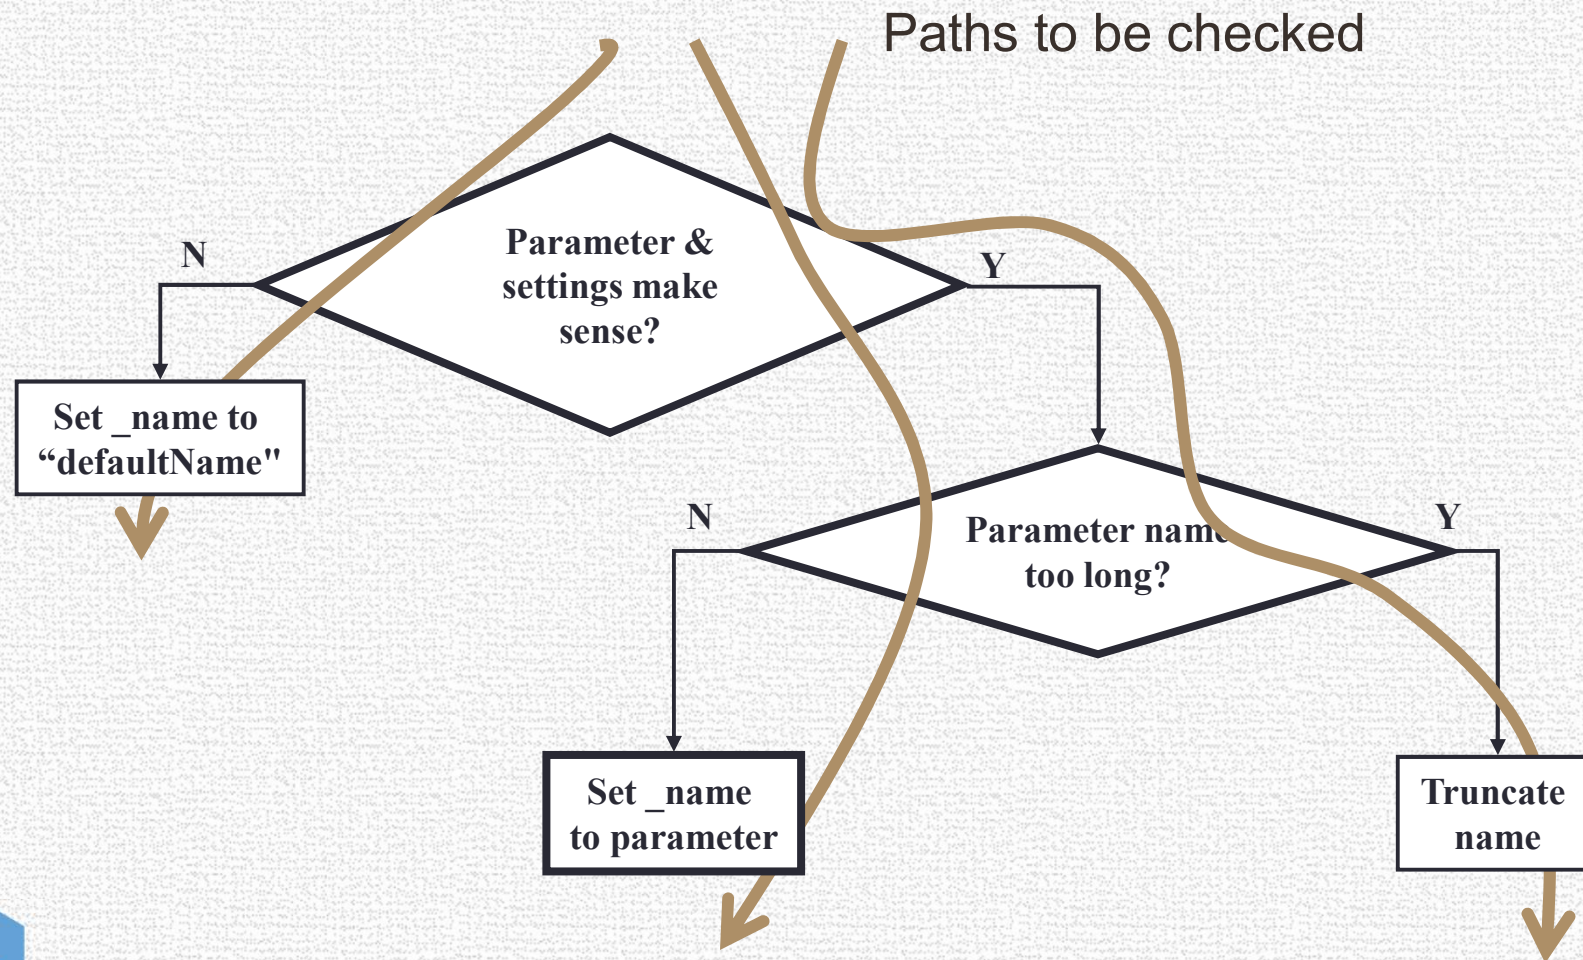 Paths to be checked
Parameter &
settings make
sense?
N
Y
Set _name to
“defaultName"
N
Y
Parameter name
too long?
Set _name
to parameter
Truncate
name